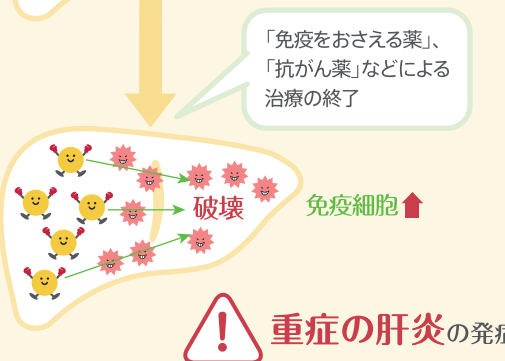 「免疫をおさえる薬」、
「抗がん薬」などによる
治療の終了
破壊
免疫細胞
重症の肝炎の発症